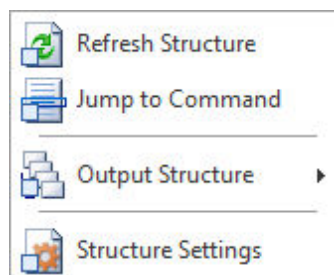 Refresh Structure
Jump to Command
Output Structure
Structure Settings